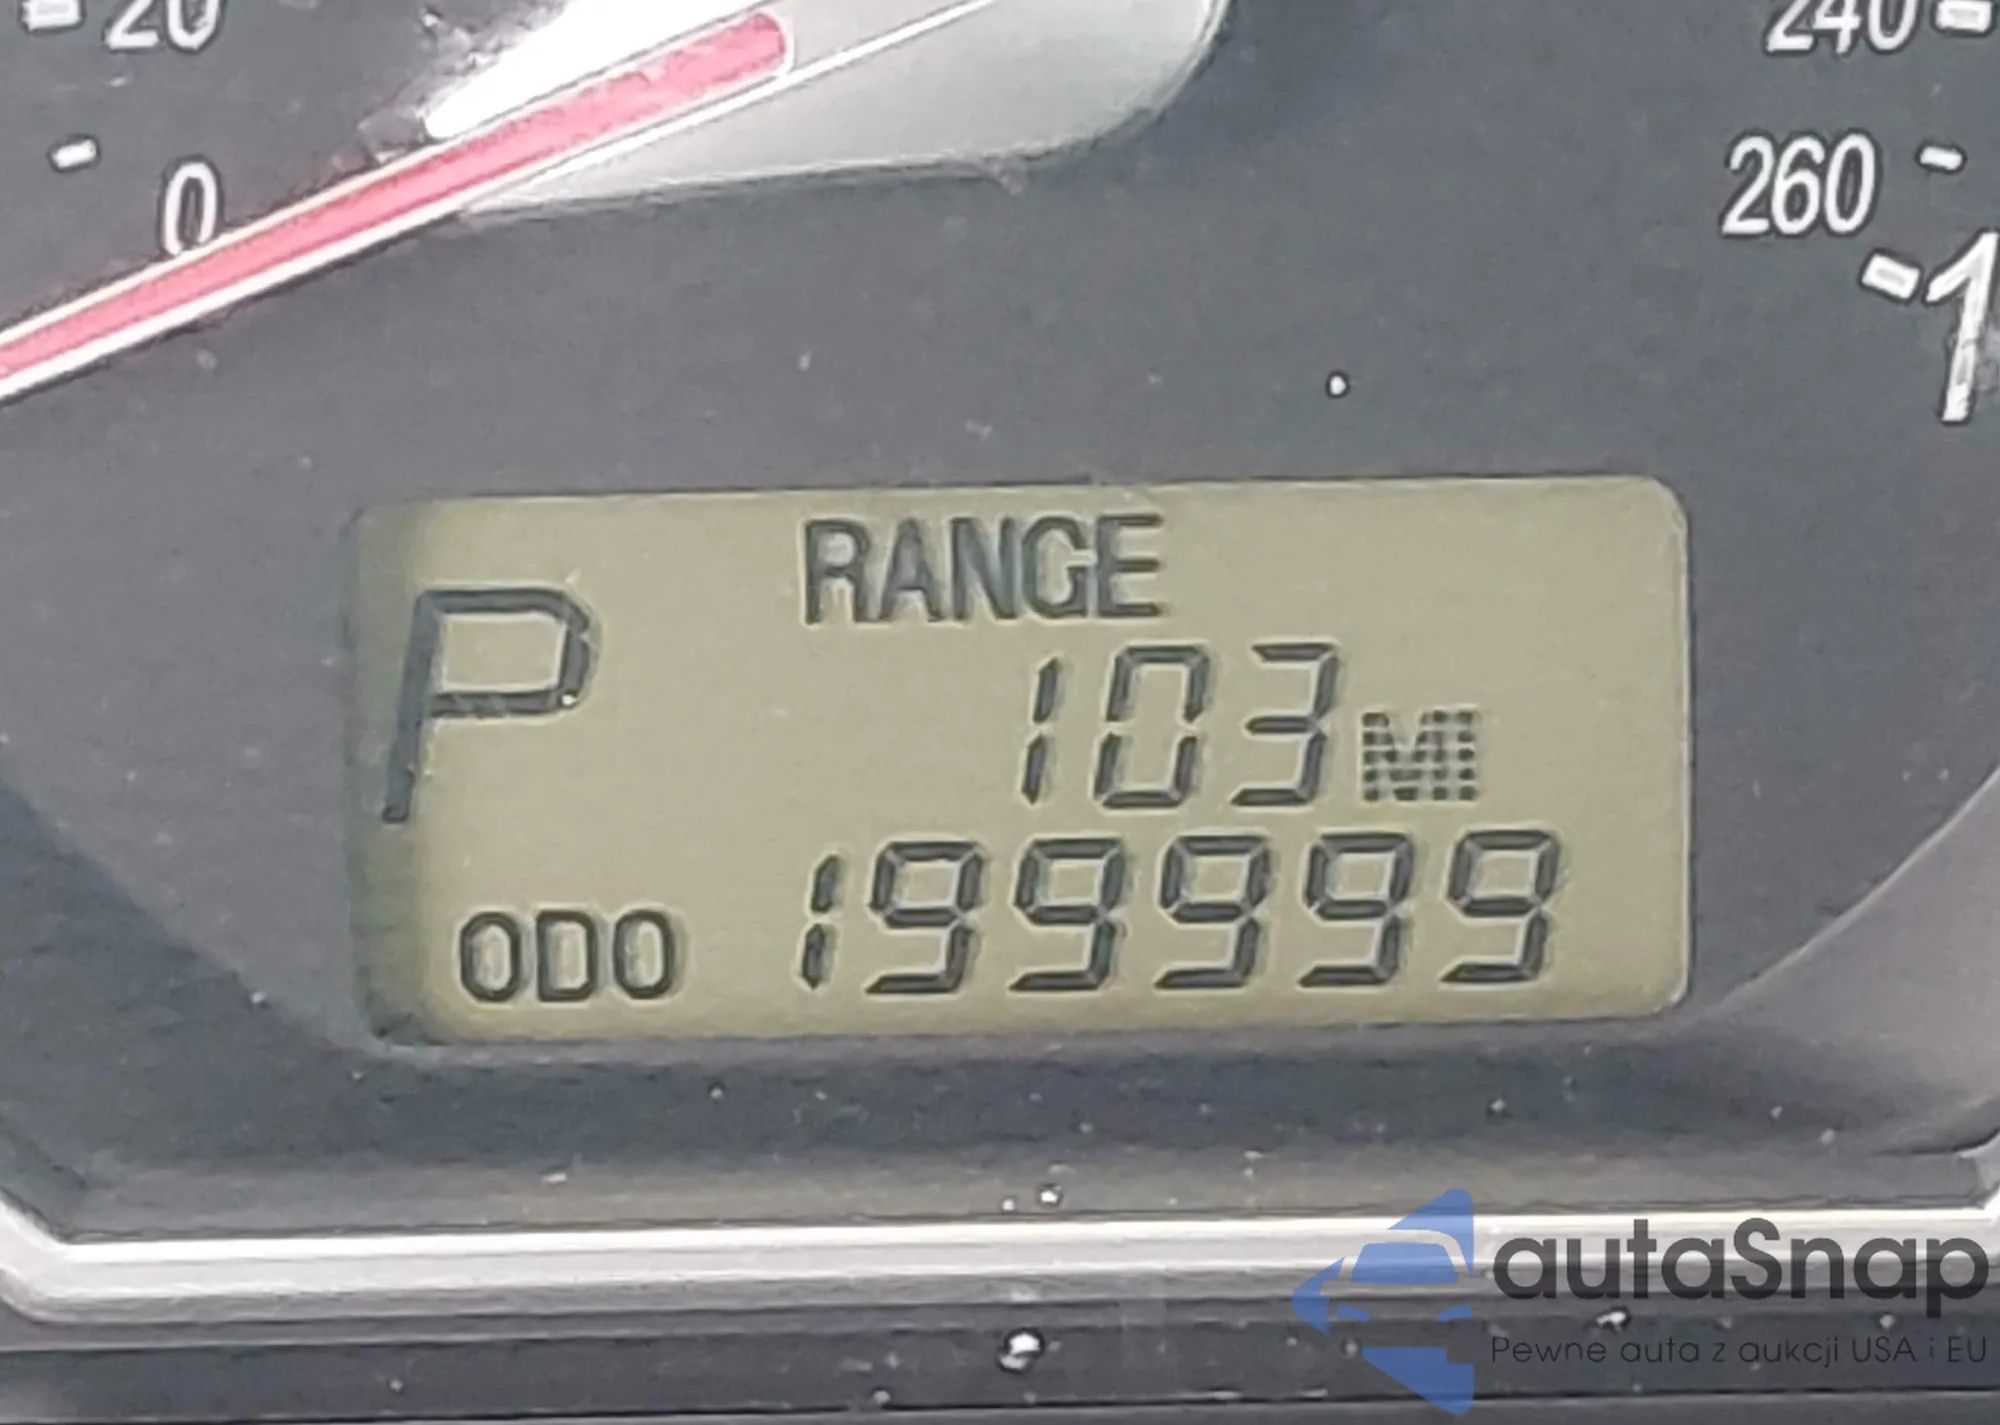 20
0
240
260
1
RANGE
P
103 MI
ODO 199999
autaSnap
Pewne auta z aukcji USA i EU